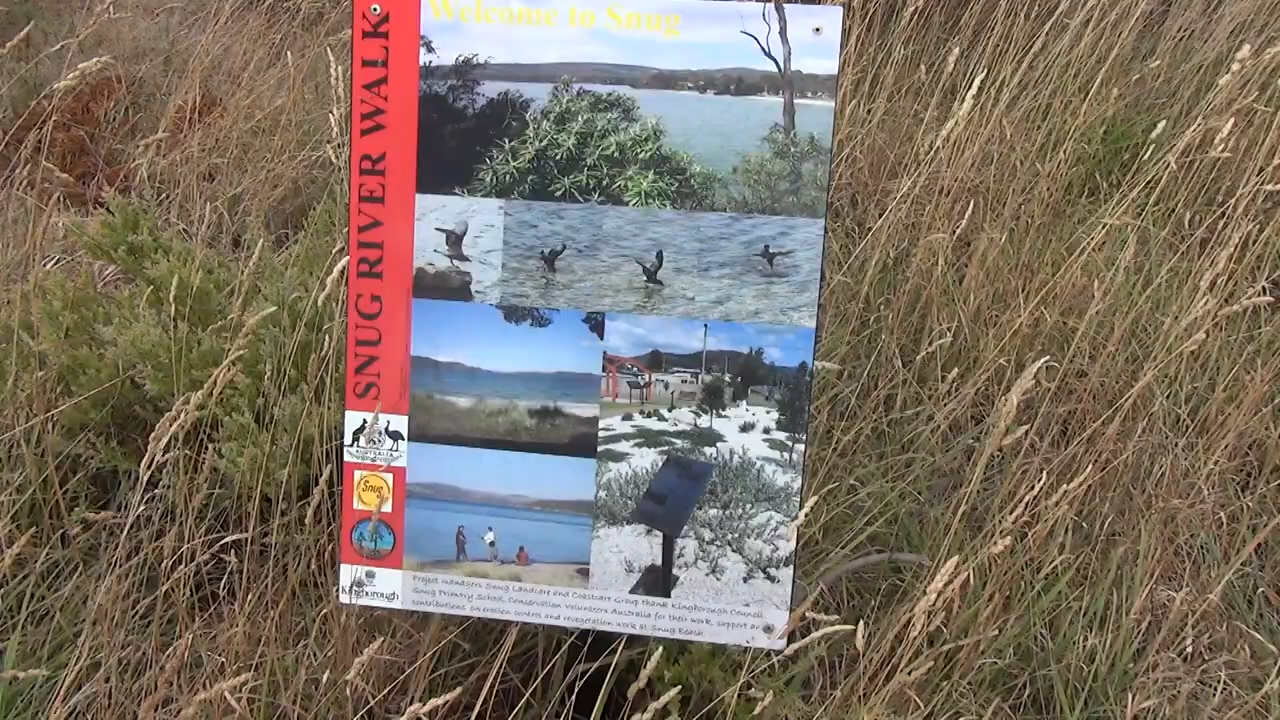 Welcome to Snug
SNUG RIVER WALK
AUSTRALIA
Snug
Kingborough
Project managers Snug Landcare and Coastcare Group thank Kingborough Council,
Snug Primary School, Conservation Volunteers Australia for their work, support and
contributions on erosion control and revegetation work at Snug Beach.